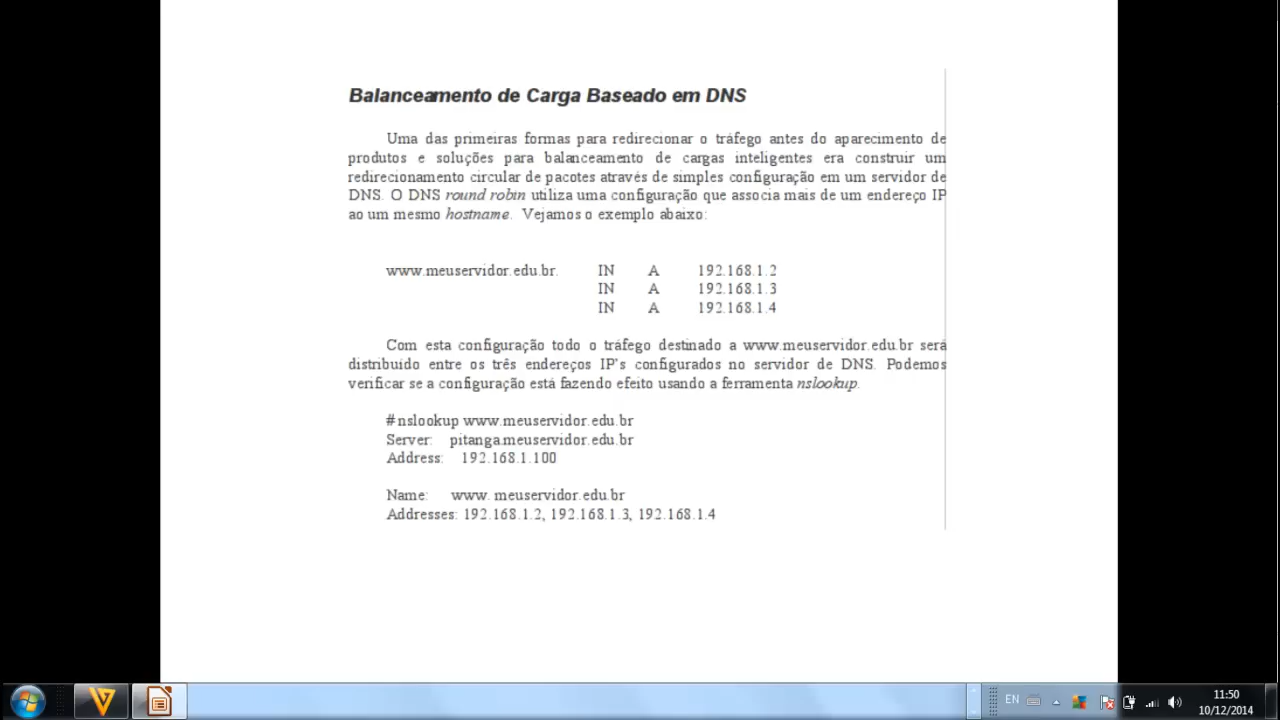 Balanceamento de Carga Baseado em DNS
Uma das primeiras formas para redirecionar o tráfego antes do aparecimento de
produtos e soluções para balanceamento de cargas inteligentes era construir um
redirecionamento circular de pacotes através de simples configuração em um servidor de
DNS. O DNS round robin utiliza uma configuração que associa mais de um endereço IP
ao um mesmo hostname. Vejamos o exemplo abaixo:
www.meuservidor.edu.br. IN A 192.168.1.2
IN A 192.168.1.3
IN A 192.168.1.4
Com esta configuração todo o tráfego destinado a www.meuservidor.edu.br será
distribuído entre os três endereços IP's configurados no servidor de DNS. Podemos
verificar se a configuração está fazendo efeito usando a ferramenta nslookup.
# nslookup www.meuservidor.edu.br
Server: pitanga.meuservidor.edu.br
Address: 192.168.1.100
Name: www. meuservidor.edu.br
Addresses: 192.168.1.2, 192.168.1.3, 192.168.1.4
EN
11:50
10/12/2014